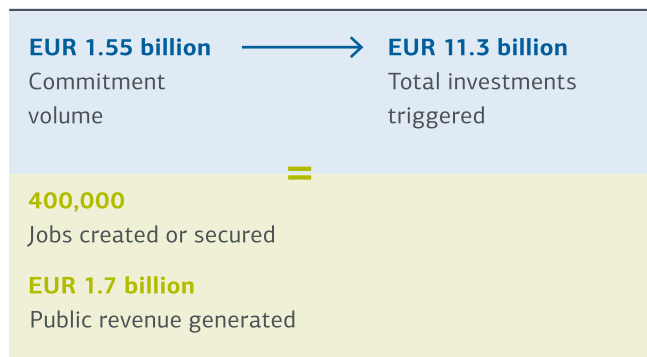 EUR 1.55 billion
EUR 11.3 billion
Commitment
volume
Total investments
triggered
=
400,000
Jobs created or secured
EUR 1.7 billion
Public revenue generated